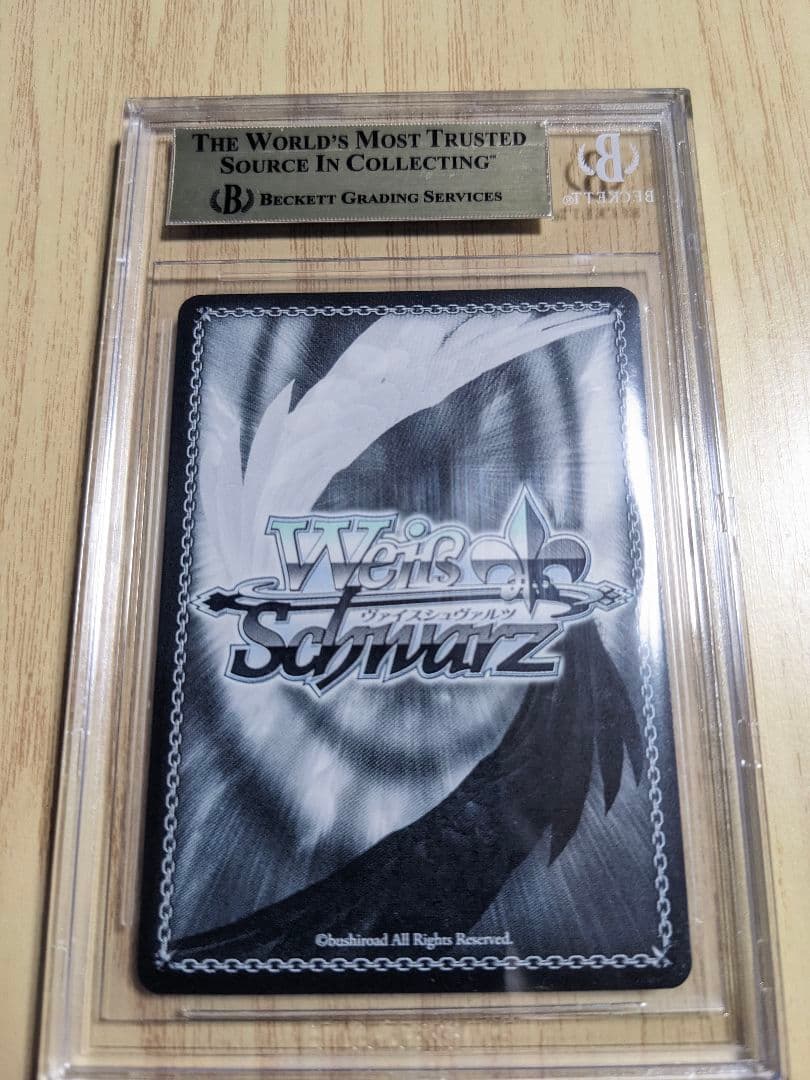 THE WORLD'S MOST TRUSTED
SOURCE IN COLLECTING™
B BECKETT GRADING SERVICES
B
BECKETT®
Weiß
ヴァイスシュヴァルツ
Schwarz
©bushiroad All Rights Reserved.